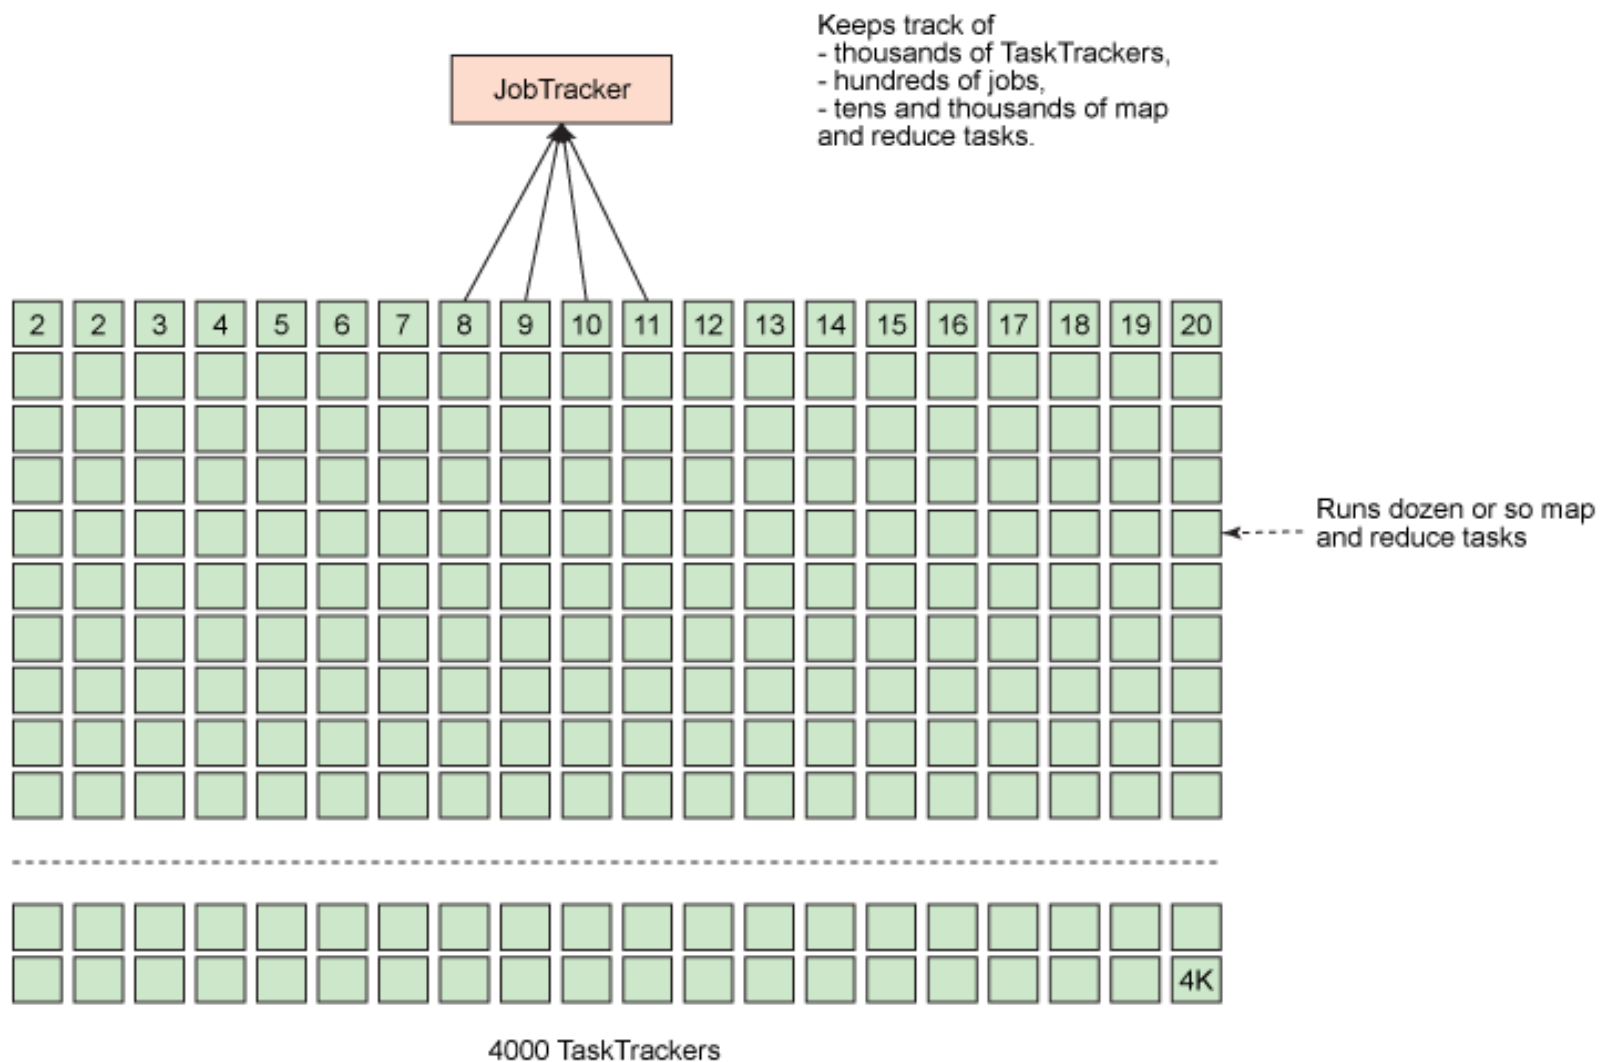 Keeps track of
- thousands of TaskTrackers,
- hundreds of jobs,
- tens and thousands of map
and reduce tasks.
JobTracker
2 2 3 4 5 6 7 8 9 10 11 12 13 14 15 16 17 18 19 20
Runs dozen or so map
and reduce tasks
4K
4000 TaskTrackers